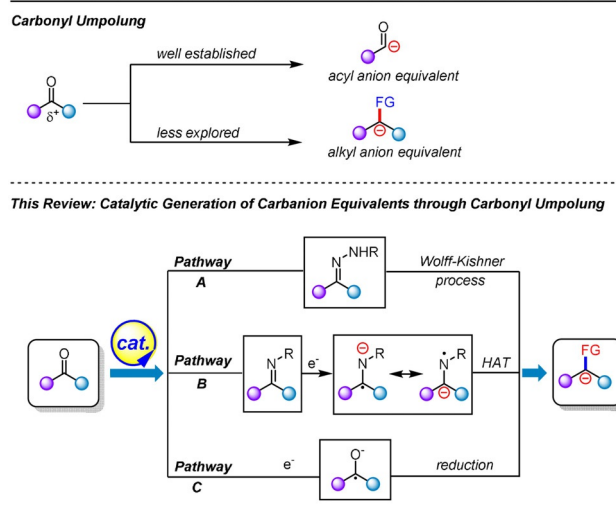 Carbonyl Umpolung
O
δ+
well established
O
⊖
acyl anion equivalent
less explored
FG
⊖
alkyl anion equivalent
This Review: Catalytic Generation of Carbanion Equivalents through Carbonyl Umpolung
O
cat.
Pathway
A
N
NHR
Wolff-Kishner
process
Pathway
B
N
R
e-
⊖
N
R
N
R
⊖
HAT
FG
⊖
Pathway
C
e-
O-
reduction